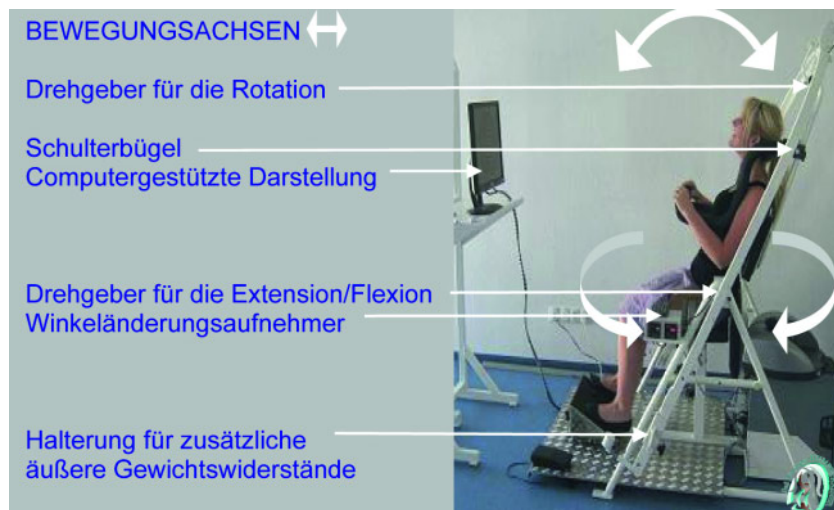 BEWEGUNGSACHSEN
Drehgeber für die Rotation
Schulterbügel
Computergestützte Darstellung
Drehgeber für die Extension/Flexion
Winkeländerungsaufnehmer
Halterung für zusätzliche
äußere Gewichtswiderstände